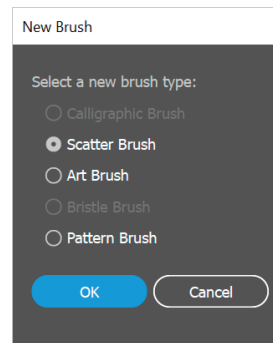 New Brush
Select a new brush type:
Calligraphic Brush
Scatter Brush
Art Brush
Bristle Brush
Pattern Brush
OK Cancel